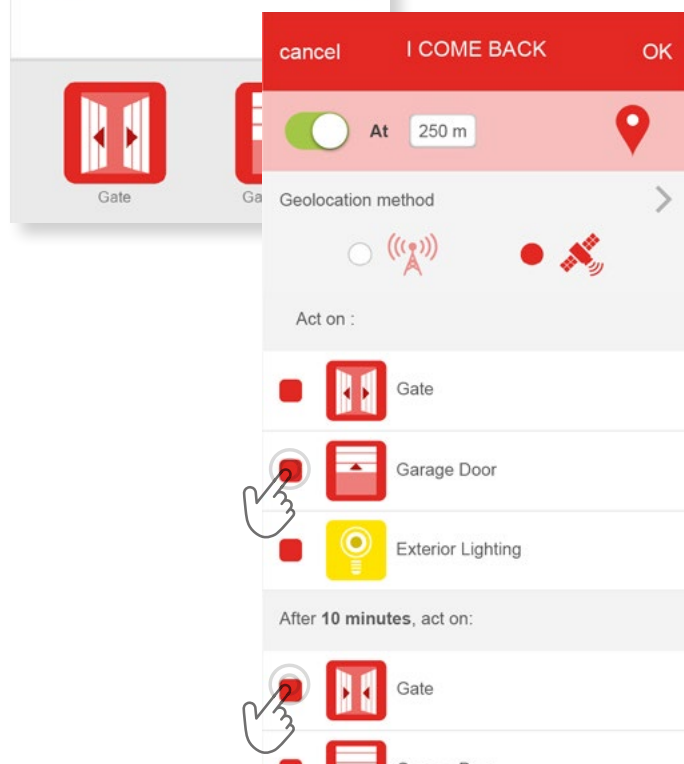 cancel I COME BACK OK
At 250 m
Gate Ga
Geolocation method
Act on :
Gate
Garage Door
Exterior Lighting
After 10 minutes, act on:
Gate